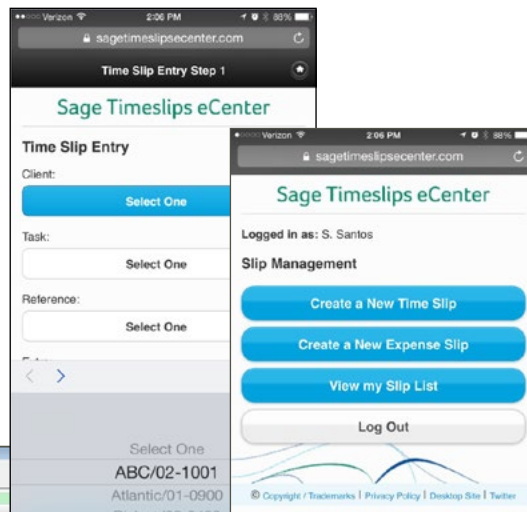 Verizon 2:06 PM 88%
sagetimeslipsecenter.com
Time Slip Entry Step 1
Sage Timeslips eCenter
Time Slip Entry
Client:
Select One
Task:
Select One
Reference:
Select One
Select One
ABC/02-1001
Atlantic/01-0900
Verizon 2:06 PM 88%
sagetimeslipsecenter.com
Sage Timeslips eCenter
Logged in as: S. Santos
Slip Management
Create a New Time Slip
Create a New Expense Slip
View my Slip List
Log Out
© Copyright / Trademarks | Privacy Policy | Desktop Site | Twitter